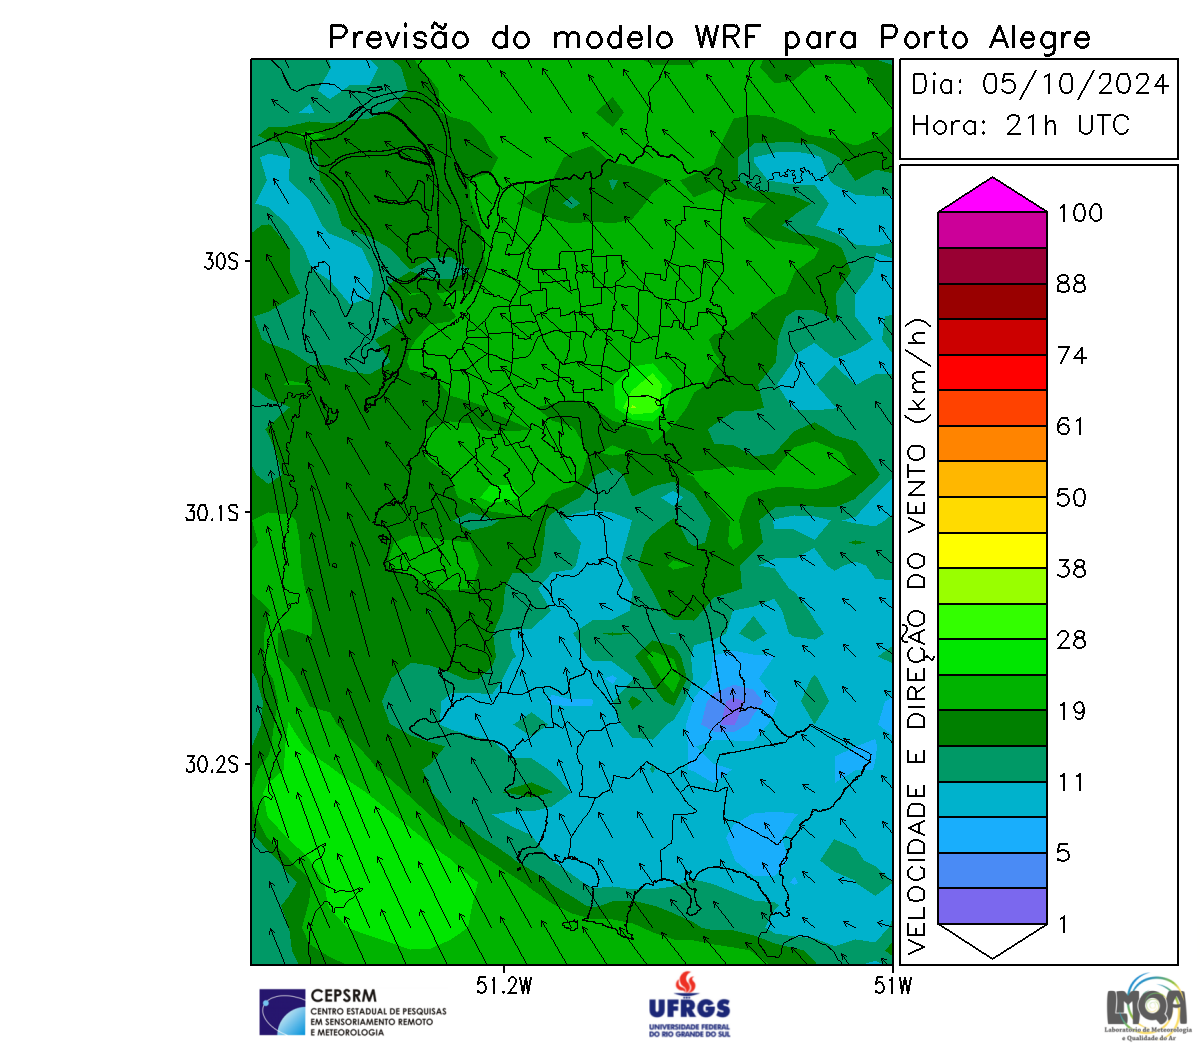 Previsão do modelo WRF para Porto Alegre
Dia: 05/10/2024
Hora: 21h UTC
100
88
74
61
50
38
28
19
11
5
1
VELOCIDADE E DIREÇÃO DO VENTO (km/h)
30S
30.1S
30.2S
51.2W
51W
CEPSRM
CENTRO ESTADUAL DE PESQUISAS
EM SENSORIAMENTO REMOTO
E METEOROLOGIA
UFRGS
UNIVERSIDADE FEDERAL
DO RIO GRANDE DO SUL
LMQA
Laboratório de Meteorologia
e Qualidade do Ar